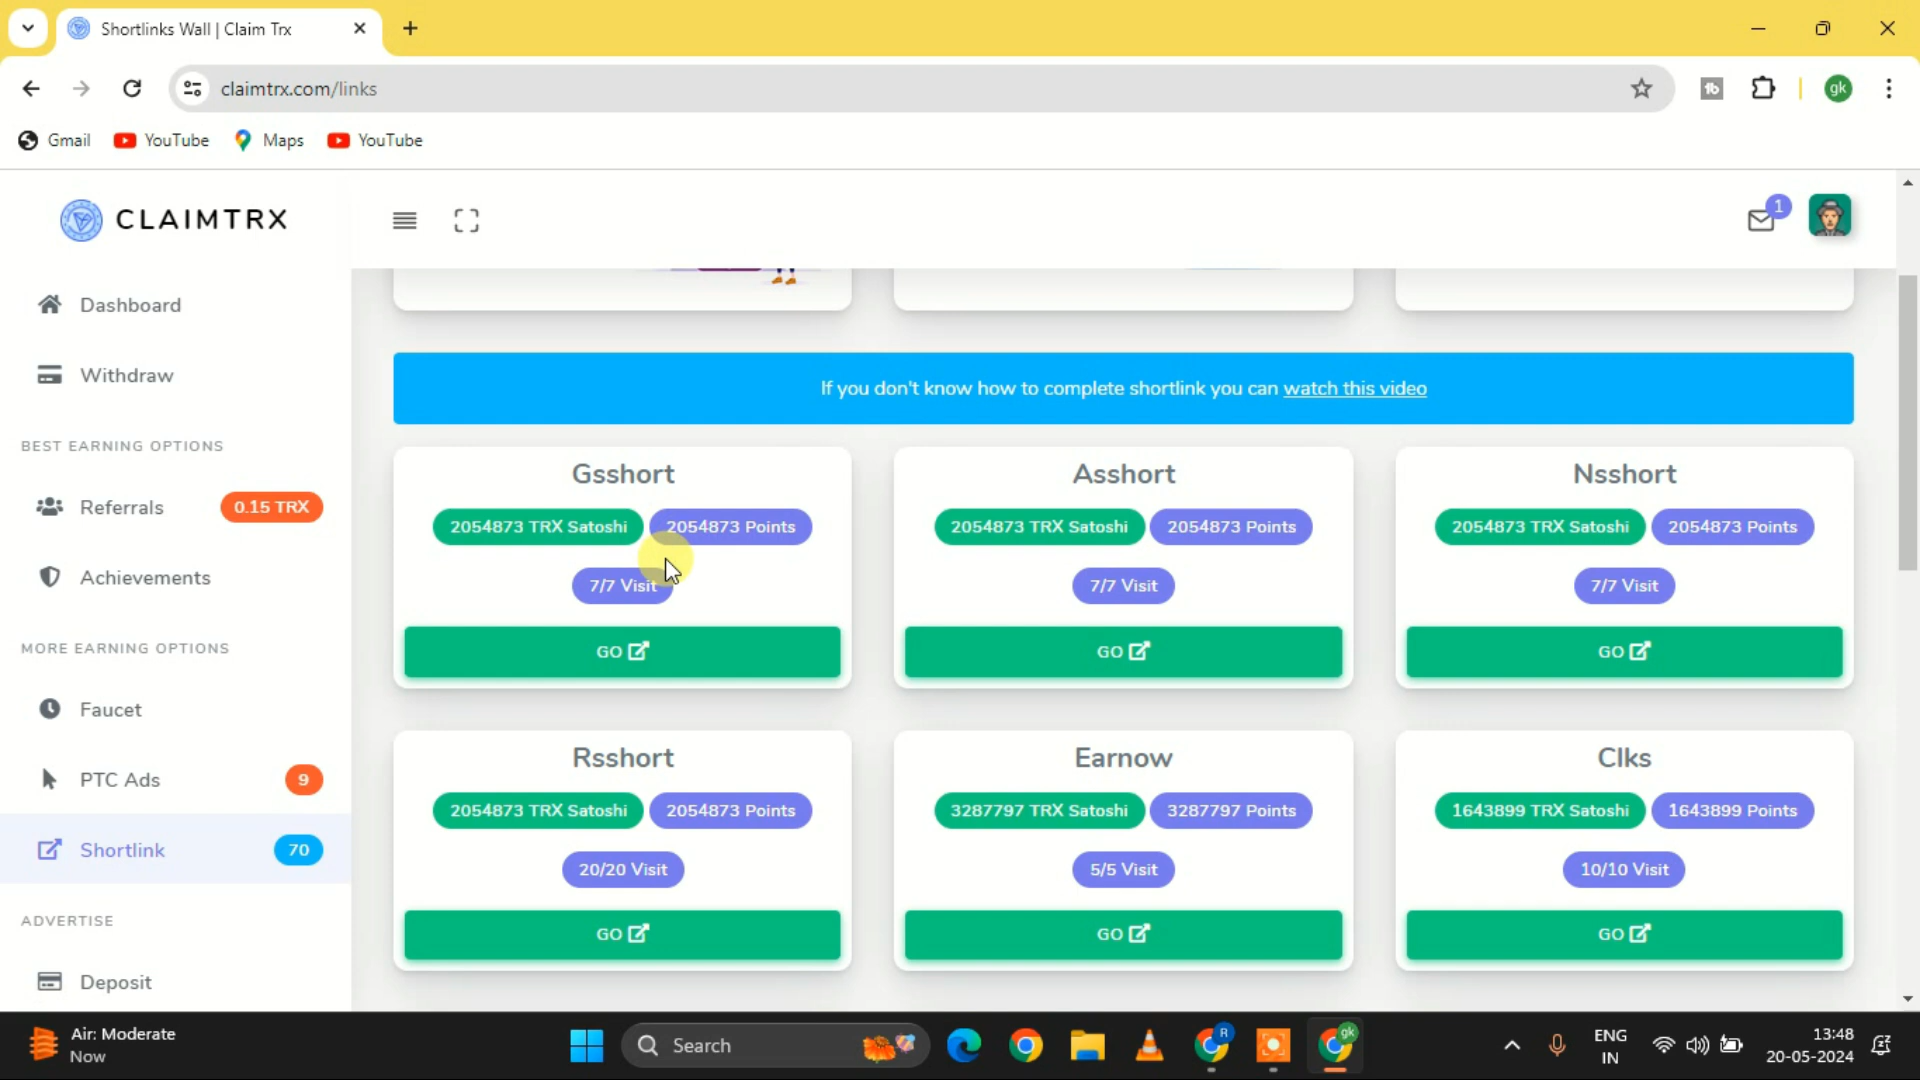 Shortlinks Wall | Claim Trx
claimtrx.com/links
gk
Gmail
YouTube
Maps
YouTube
CLAIMTRX
1
Dashboard
Withdraw
BEST EARNING OPTIONS
Referrals
0.15 TRX
Achievements
MORE EARNING OPTIONS
Faucet
PTC Ads
9
Shortlink
70
ADVERTISE
Deposit
If you don't know how to complete shortlink you can watch this video
Gsshort
2054873 TRX Satoshi
2054873 Points
7/7 Visit
GO
Asshort
2054873 TRX Satoshi
2054873 Points
7/7 Visit
GO
Nsshort
2054873 TRX Satoshi
2054873 Points
7/7 Visit
GO
Rsshort
2054873 TRX Satoshi
2054873 Points
20/20 Visit
GO
Earnow
3287797 TRX Satoshi
3287797 Points
5/5 Visit
GO
Clks
1643899 TRX Satoshi
1643899 Points
10/10 Visit
GO
Air: Moderate
Now
Search
R
gk
ENG
IN
13:48
20-05-2024